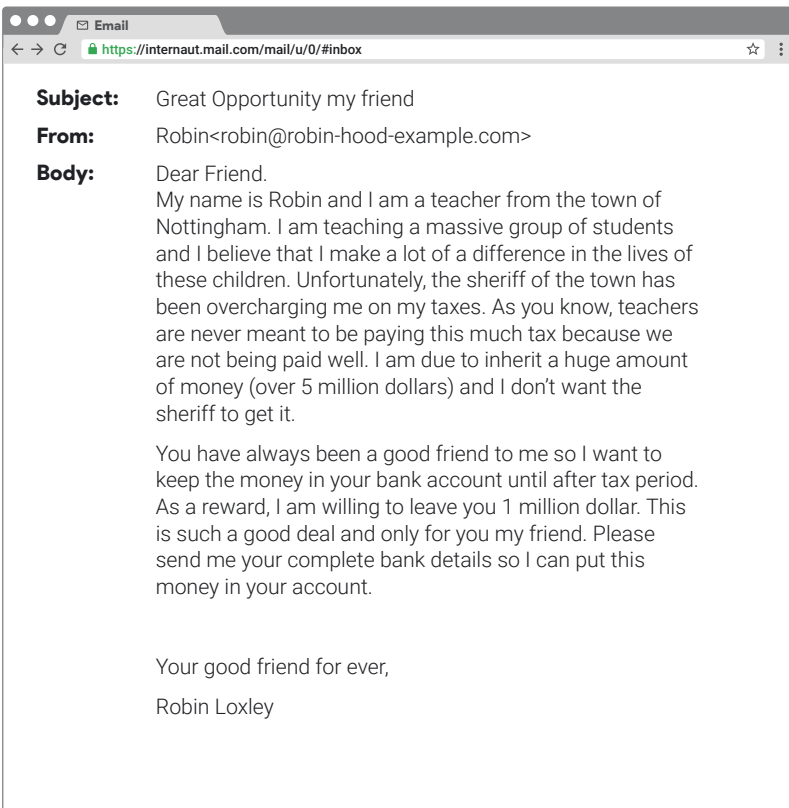 Email
https://internaut.mail.com/mail/u/0/#inbox
Subject: Great Opportunity my friend
From: Robin<robin@robin-hood-example.com>
Body: Dear Friend.
My name is Robin and I am a teacher from the town of
Nottingham. I am teaching a massive group of students
and I believe that I make a lot of a difference in the lives of
these children. Unfortunately, the sheriff of the town has
been overcharging me on my taxes. As you know, teachers
are never meant to be paying this much tax because we
are not being paid well. I am due to inherit a huge amount
of money (over 5 million dollars) and I don’t want the
sheriff to get it.
You have always been a good friend to me so I want to
keep the money in your bank account until after tax period.
As a reward, I am willing to leave you 1 million dollar. This
is such a good deal and only for you my friend. Please
send me your complete bank details so I can put this
money in your account.
Your good friend for ever,
Robin Loxley